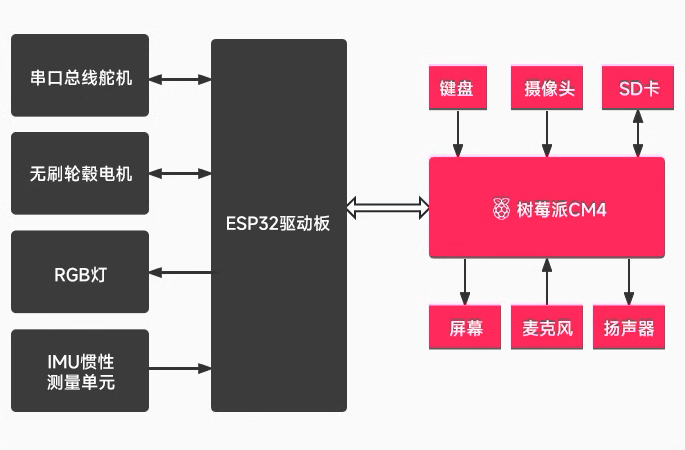 串口总线舵机
无刷轮毂电机
RGB灯
IMU惯性
测量单元
ESP32驱动板
键盘
摄像头
SD卡
树莓派CM4
屏幕
麦克风
扬声器